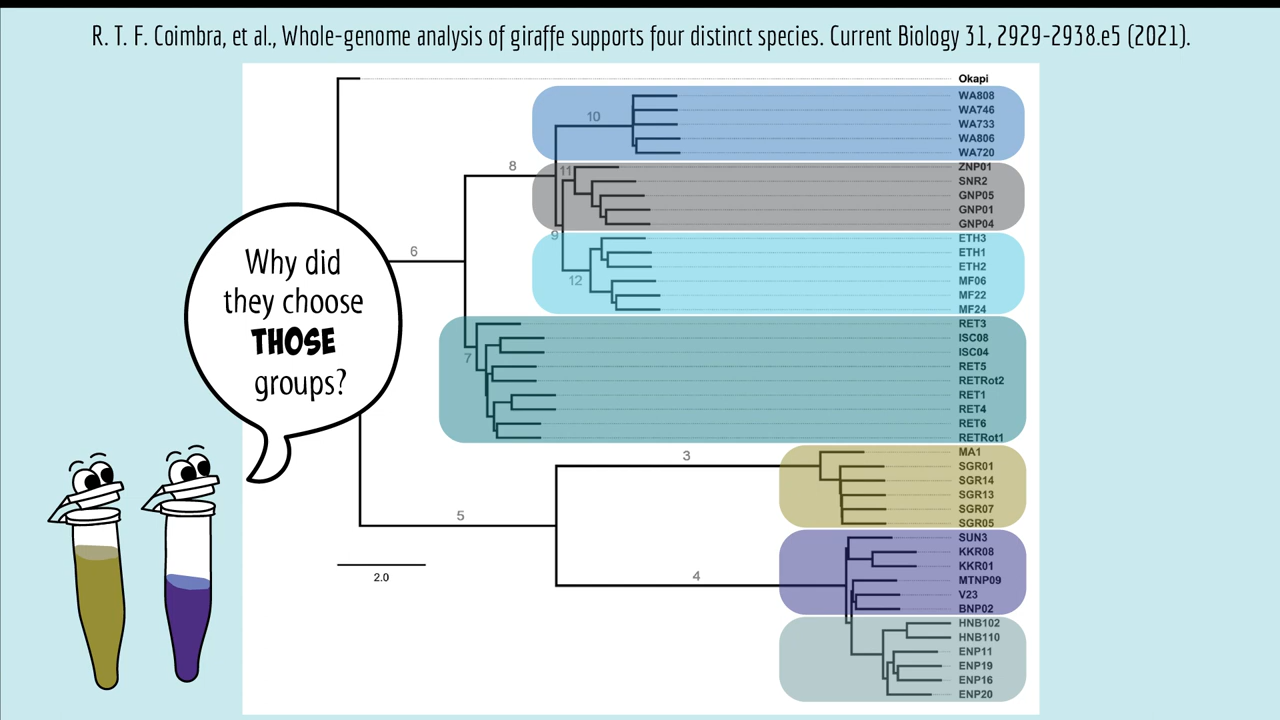 R. T. F. Coimbra, et al., Whole-genome analysis of giraffe supports four distinct species. Current Biology 31, 2929-2938.e5 (2021).
Okapi
WA808
10
WA746
WA733
WA806
WA720
8
11
ZNP01
SNR2
GNP05
GNP01
GNP04
9
ETH3
6
ETH1
ETH2
12
MF06
MF22
MF24
Why did
they choose
THOSE
groups?
RET3
ISC08
ISC04
7
RET5
RETRot2
RET1
RET4
RET6
RETRot1
3
MA1
SGR01
SGR14
SGR13
SGR07
5
SGR05
SUN3
KKR08
KKR01
2.0
4
MTNP09
V23
BNP02
HNB102
HNB110
ENP11
ENP19
ENP16
ENP20